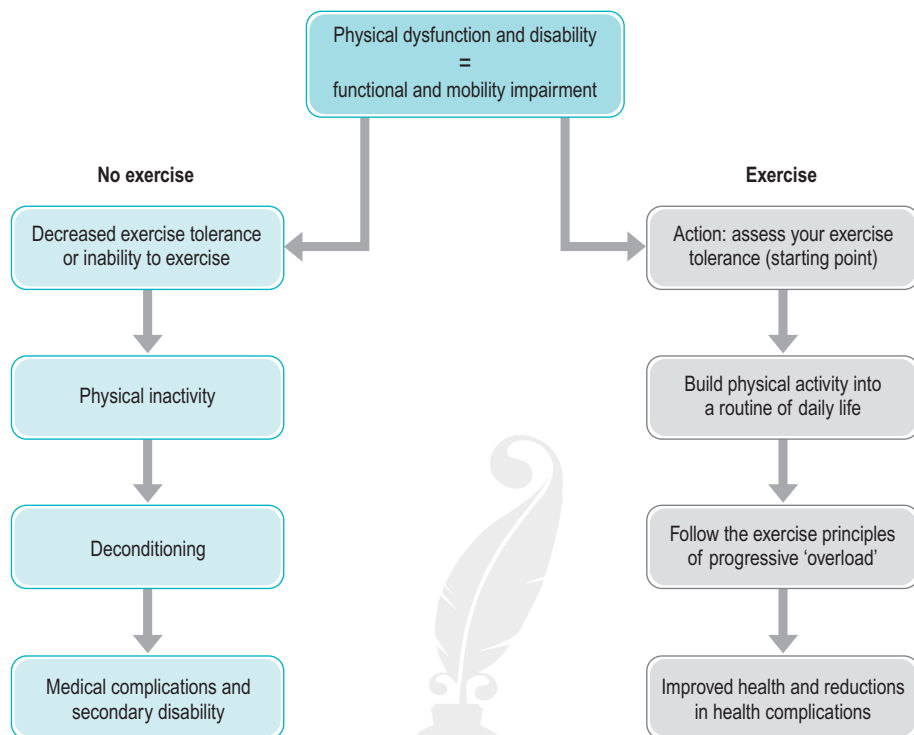 Physical dysfunction and disability
=
functional and mobility impairment
No exercise
Decreased exercise tolerance
or inability to exercise
Physical inactivity
Deconditioning
Medical complications and
secondary disability
Exercise
Action: assess your exercise
tolerance (starting point)
Build physical activity into
a routine of daily life
Follow the exercise principles
of progressive ‘overload’
Improved health and reductions
in health complications